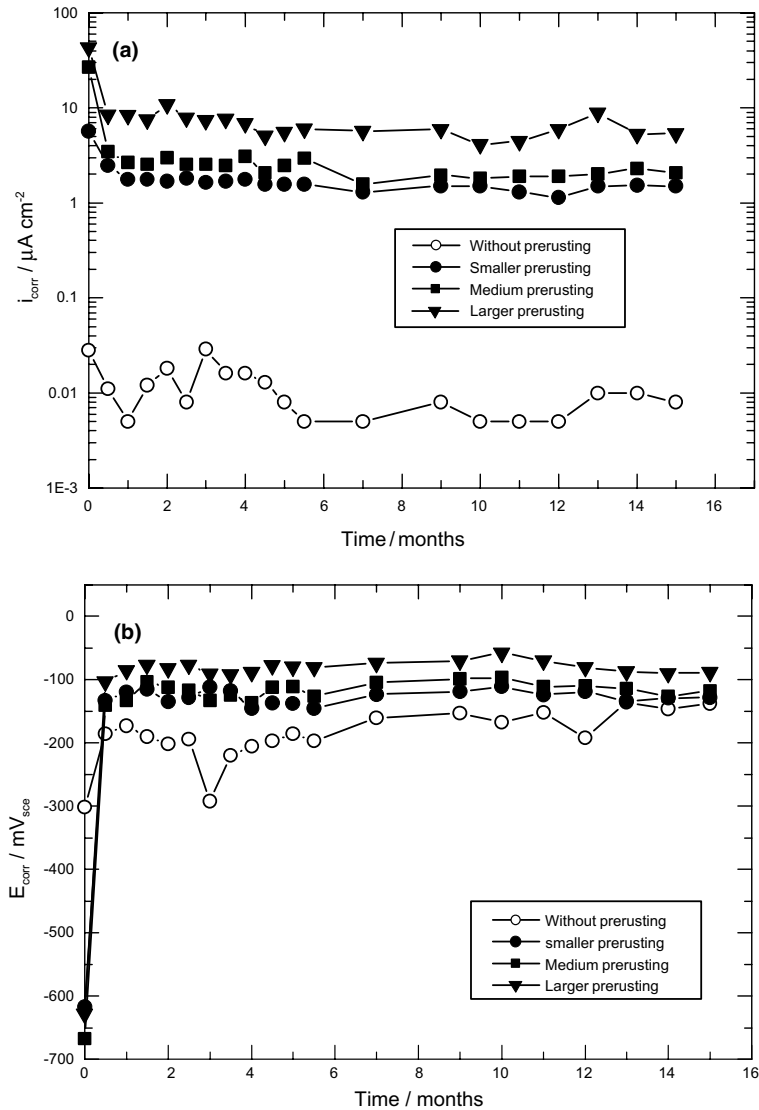 (a)
100
10
1
0.1
0.01
1E-3
i_corr / μA cm⁻²
Without prerusting
Smaller prerusting
Medium prerusting
Larger prerusting
0 2 4 6 8 10 12 14 16
Time / months
(b)
0
-100
-200
-300
-400
-500
-600
-700
E_corr / mV_sce
Without prerusting
smaller prerusting
Medium prerusting
Larger prerusting
0 2 4 6 8 10 12 14 16
Time / months